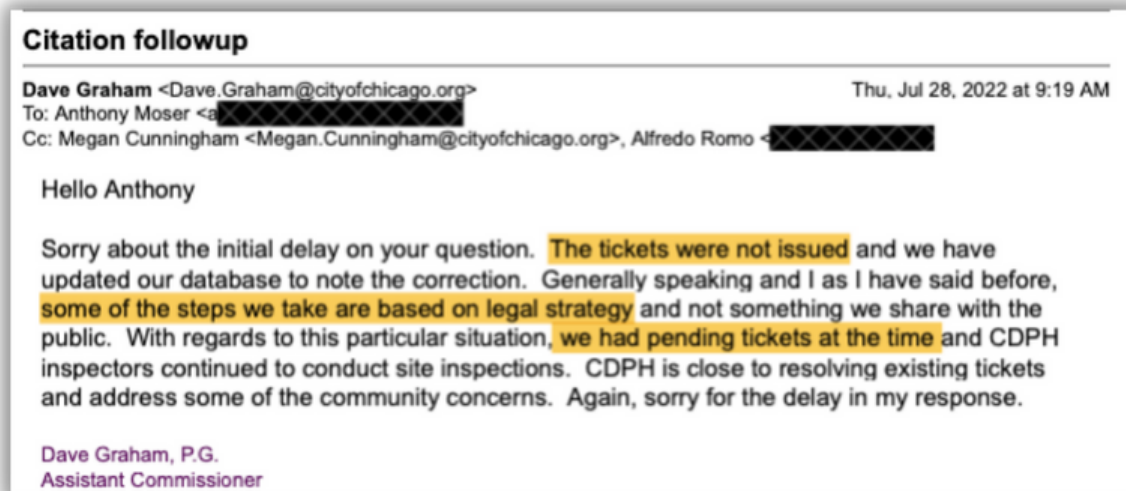 Citation followup
Dave Graham <Dave.Graham@cityofchicago.org> Thu, Jul 28, 2022 at 9:19 AM
To: Anthony Moser <a
Cc: Megan Cunningham <Megan.Cunningham@cityofchicago.org>, Alfredo Romo <
Hello Anthony
Sorry about the initial delay on your question. The tickets were not issued and we have
updated our database to note the correction. Generally speaking and I as I have said before,
some of the steps we take are based on legal strategy and not something we share with the
public. With regards to this particular situation, we had pending tickets at the time and CDPH
inspectors continued to conduct site inspections. CDPH is close to resolving existing tickets
and address some of the community concerns. Again, sorry for the delay in my response.
Dave Graham, P.G.
Assistant Commissioner